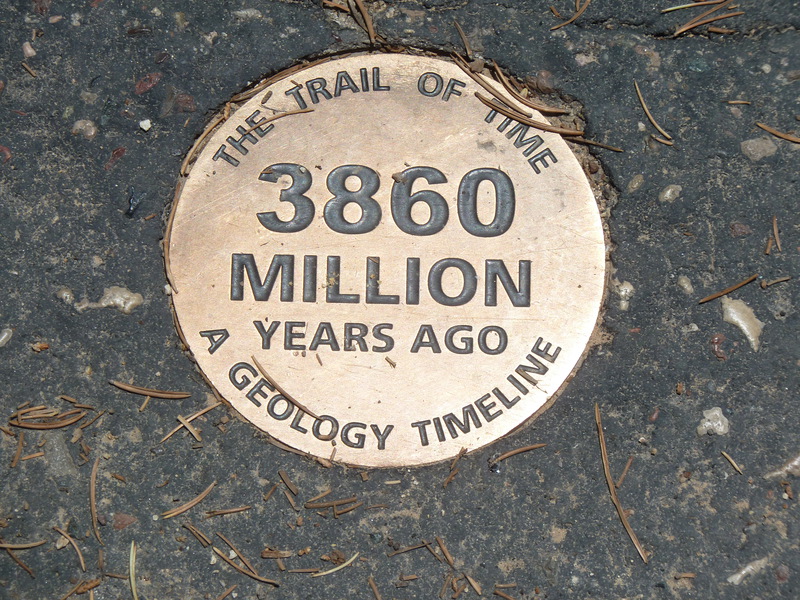 THE TRAIL OF TIME
3860
MILLION
YEARS AGO
A GEOLOGY TIMELINE